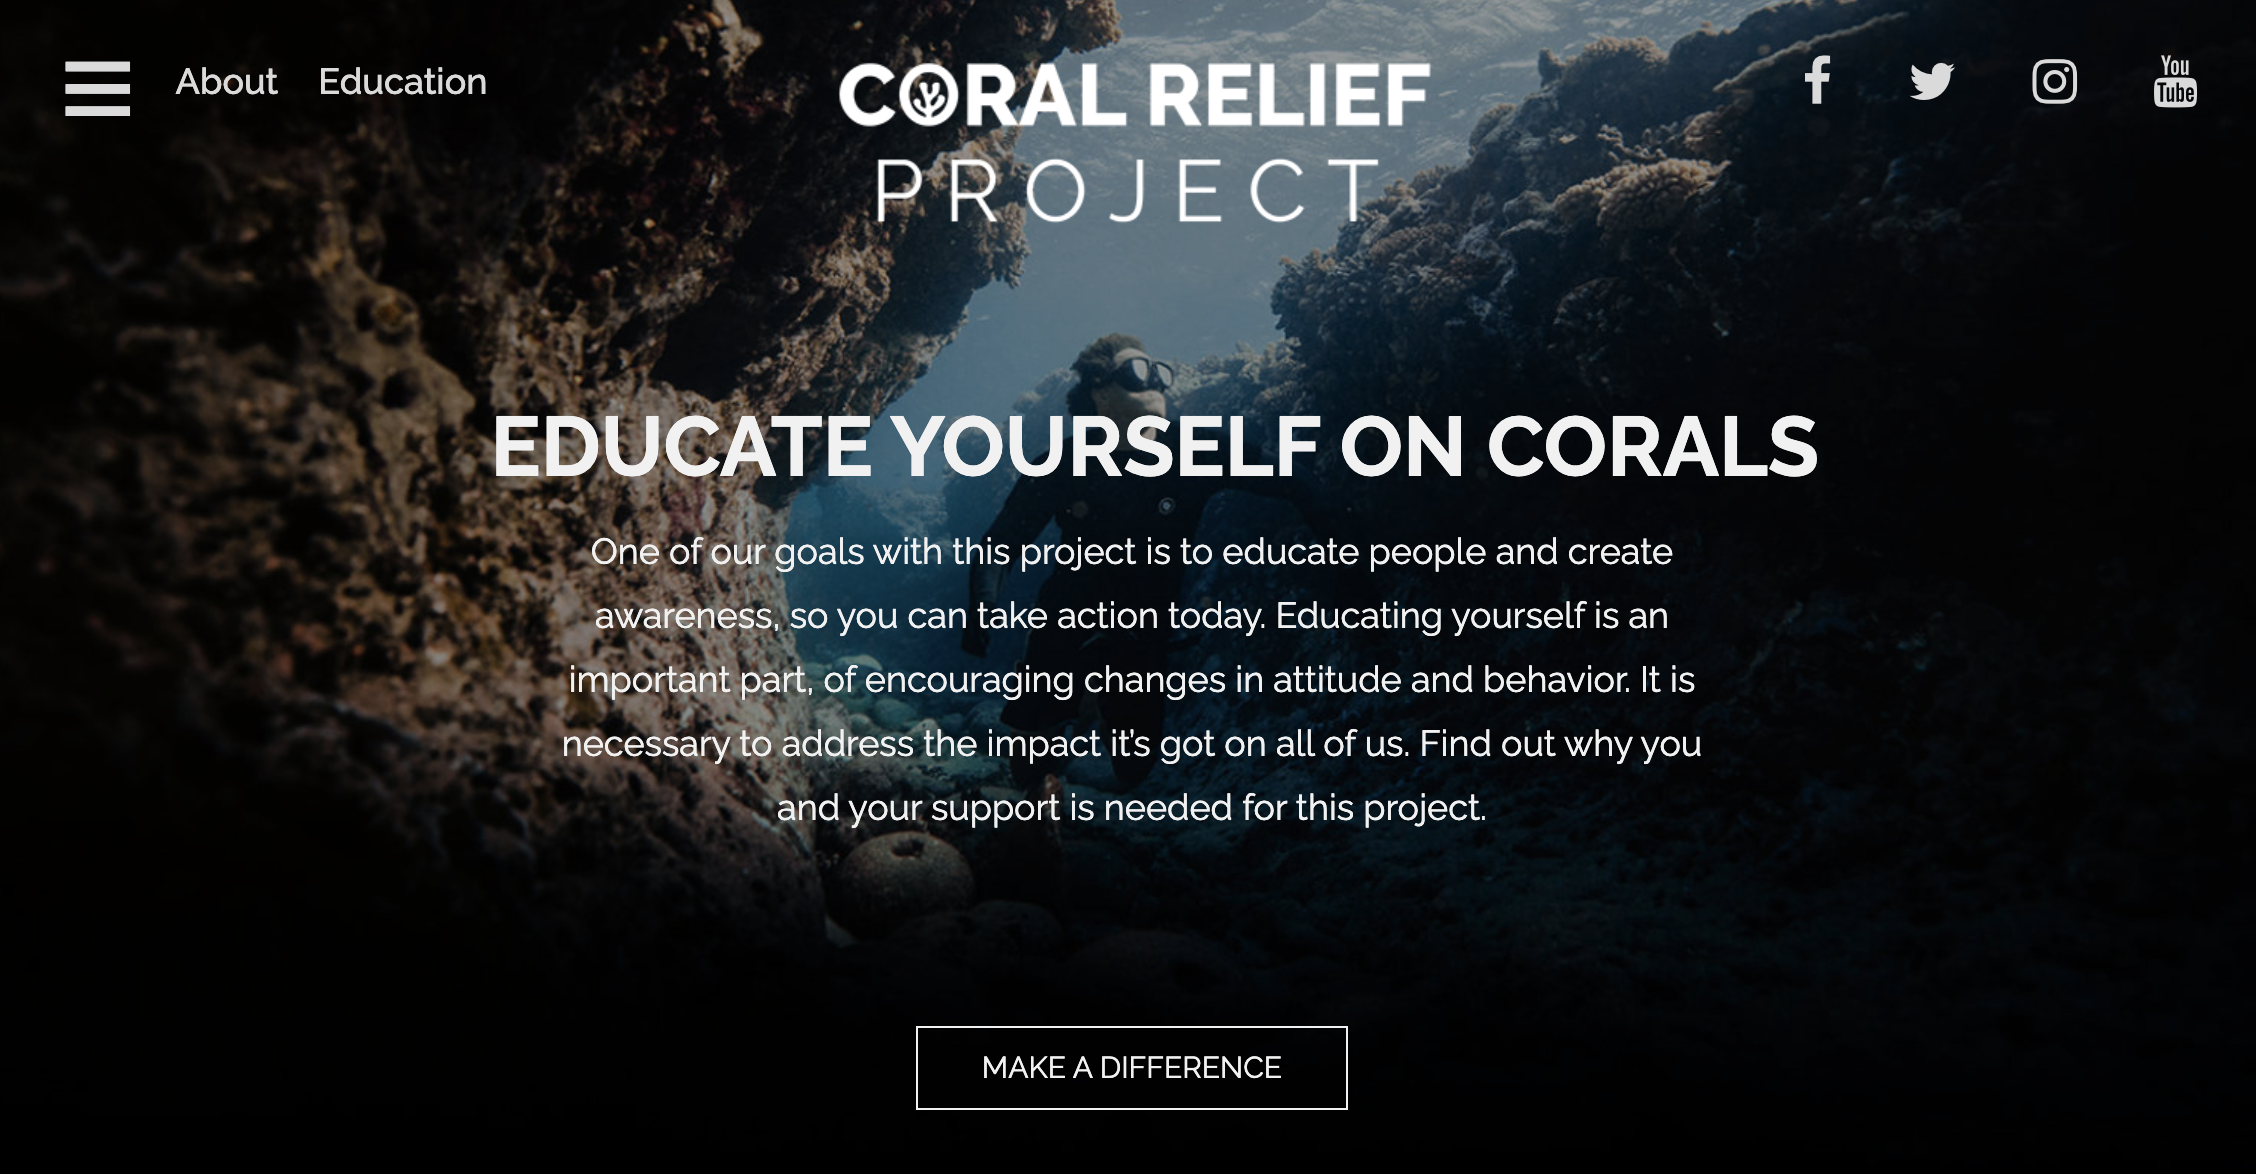 About Education
CORAL RELIEF
PROJECT
You
Tube
EDUCATE YOURSELF ON CORALS
One of our goals with this project is to educate people and create
awareness, so you can take action today. Educating yourself is an
important part, of encouraging changes in attitude and behavior. It is
necessary to address the impact it's got on all of us. Find out why you
and your support is needed for this project.
MAKE A DIFFERENCE